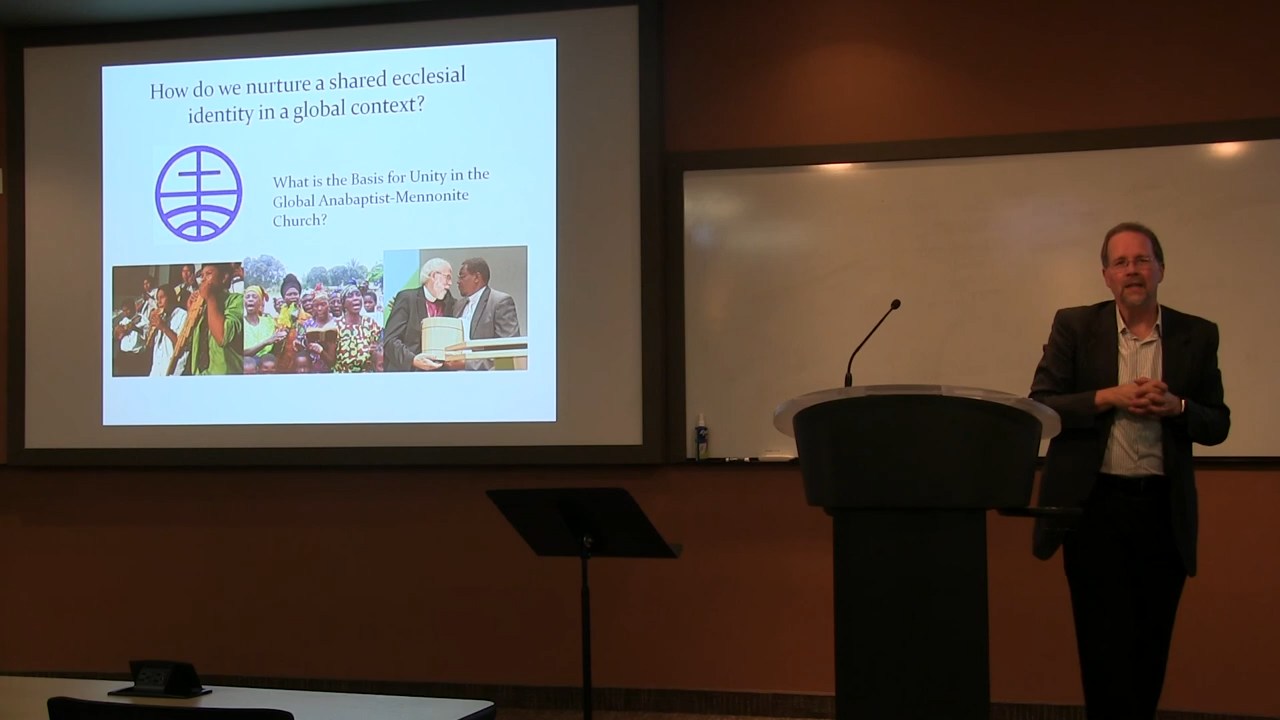 How do we nurture a shared ecclesial
identity in a global context?
What is the Basis for Unity in the
Global Anabaptist-Mennonite
Church?